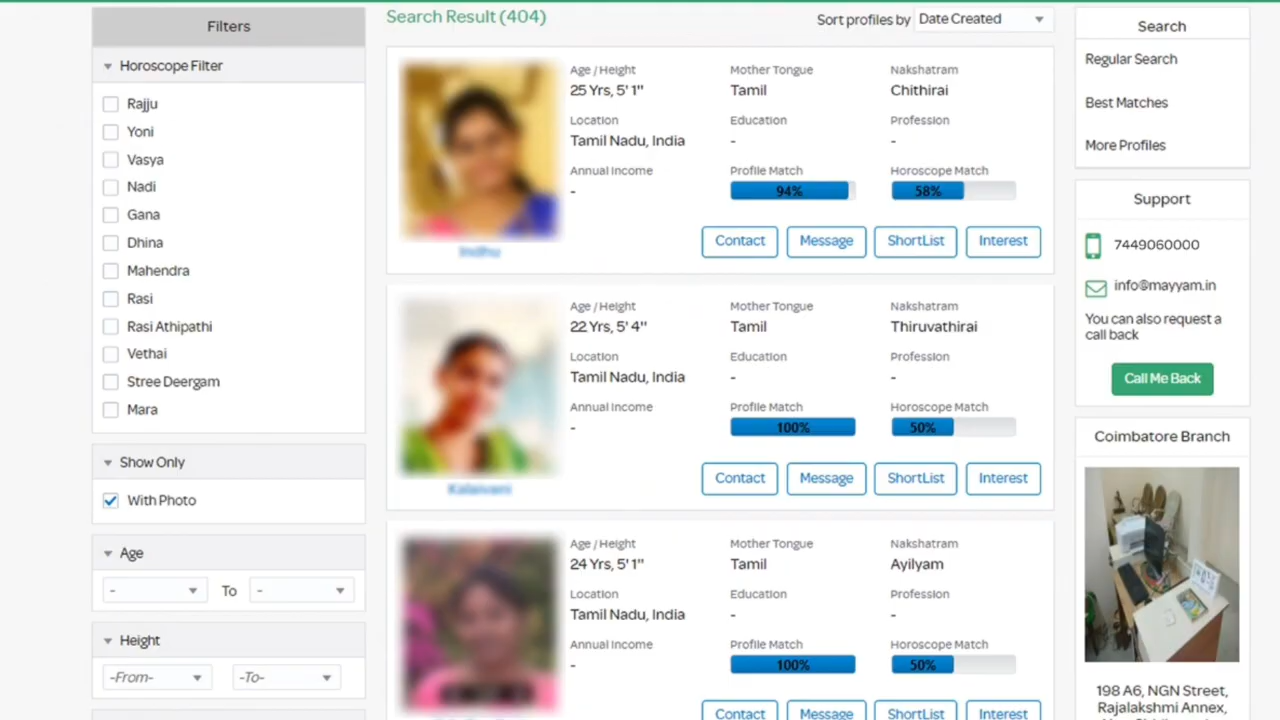 Filters
Horoscope Filter
Rajju
Yoni
Vasya
Nadi
Gana
Dhina
Mahendra
Rasi
Rasi Athipathi
Vethai
Stree Deergam
Mara
Show Only
With Photo
Age
- To -
Height
-From- -To-
Search Result (404)
Sort profiles by Date Created
Age / Height Mother Tongue Nakshatram
25 Yrs, 5' 1" Tamil Chithirai
Location Education Profession
Tamil Nadu, India - -
Annual Income Profile Match Horoscope Match
- 94% 58%
Contact Message ShortList Interest
Age / Height Mother Tongue Nakshatram
22 Yrs, 5' 4" Tamil Thiruvathirai
Location Education Profession
Tamil Nadu, India - -
Annual Income Profile Match Horoscope Match
- 100% 50%
Contact Message ShortList Interest
Age / Height Mother Tongue Nakshatram
24 Yrs, 5' 1" Tamil Ayilyam
Location Education Profession
Tamil Nadu, India - -
Annual Income Profile Match Horoscope Match
- 100% 50%
Contact Message ShortList Interest
Search
Regular Search
Best Matches
More Profiles
Support
7449060000
info@mayyam.in
You can also request a
call back
Call Me Back
Coimbatore Branch
198 A6, NGN Street,
Rajalakshmi Annex,